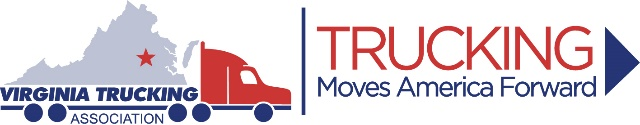 VIRGINIA TRUCKING
ASSOCIATION
TRUCKING
Moves America Forward